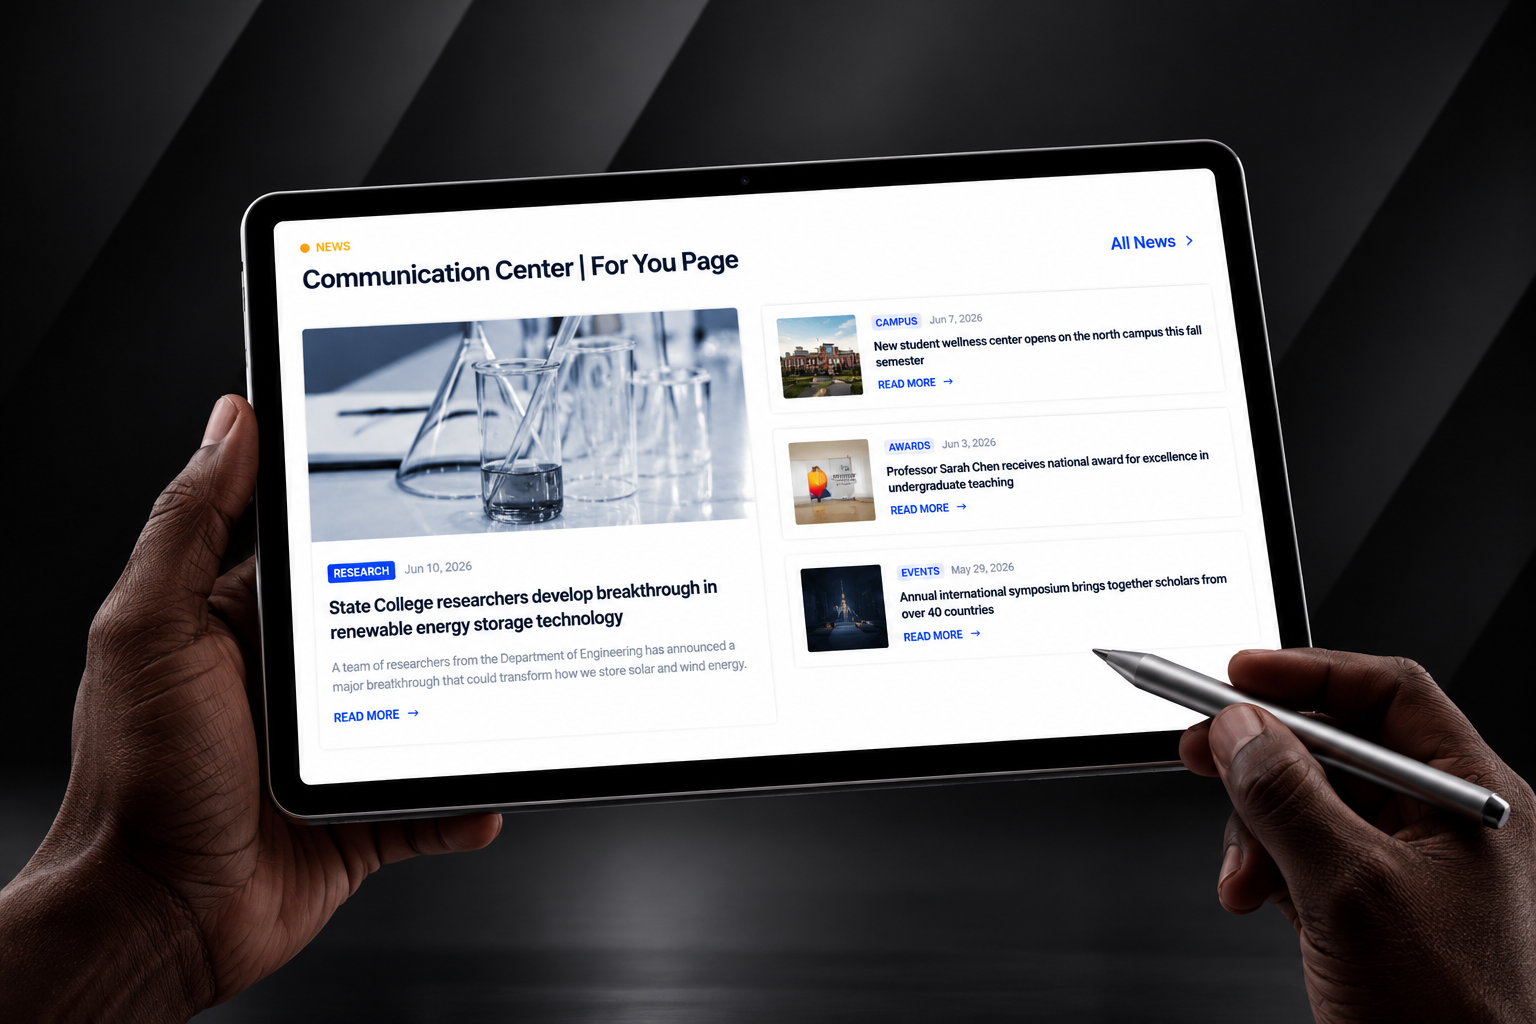 NEWS
Communication Center | For You Page
All News
RESEARCH Jun 10, 2026
State College researchers develop breakthrough in
renewable energy storage technology
A team of researchers from the Department of Engineering has announced a
major breakthrough that could transform how we store solar and wind energy.
READ MORE →
CAMPUS Jun 7, 2026
New student wellness center opens on the north campus this fall
semester
READ MORE →
AWARDS Jun 3, 2026
Professor Sarah Chen receives national award for excellence in
undergraduate teaching
READ MORE →
EVENTS May 29, 2026
Annual international symposium brings together scholars from
over 40 countries
READ MORE →